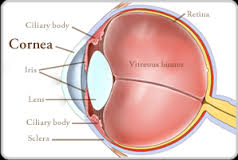 Ciliary body
Retina
Cornea
Iris
Vitreous humor
Lens
Ciliary body
Sclera